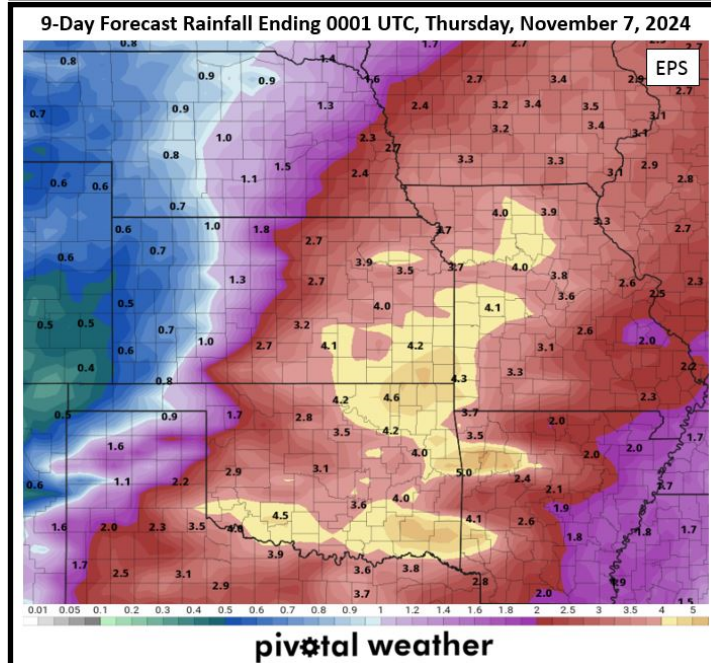 9-Day Forecast Rainfall Ending 0001 UTC, Thursday, November 7, 2024
EPS
0.8 1.7 2.7 2.7
0.8 1.4
0.9 0.9 1.6 2.7 3.4 2.9 2.7
0.7 0.9 1.3 2.4 3.2 3.4 3.5 3.1
1.0 2.3 3.2 3.4 3.1
0.8 2.7 3.3 3.3 2.9
0.6 0.6 1.1 1.5 2.4 3.1 2.8
0.7 4.0 3.9
0.6 1.0 1.8 3.7 3.3 2.7
0.6 0.7 2.7 3.9 3.5 3.7 4.0 3.8
1.3 2.7 2.6 2.3
0.5 4.0 4.1 3.6 2.5
0.5 0.5 0.7 3.2 2.6
0.6 1.0 2.7 4.1 4.2 3.1 2.0
0.4 0.8 4.3 3.3 2.2
4.2 4.6 2.3
0.5 0.9 1.7 2.8 3.7 2.0
1.6 3.5 4.2 3.5 2.0 1.7
4.0 2.0
0.6 1.1 2.2 2.9 3.1 5.0 2.4
3.6 4.0 2.1 1.7
1.6 2.0 2.3 3.5 4.5 4.1 2.6 1.9 1.8 1.7
1.7 3.9 1.8
2.5 3.1 3.6 3.8
2.9 3.7 2.8 2.0
1.5
0.01 0.05 0.1 0.2 0.3 0.4 0.5 0.6 0.7 0.8 0.9 1 1.2 1.4 1.6 1.8 2 2.5 3 3.5 4 5
pivotal weather